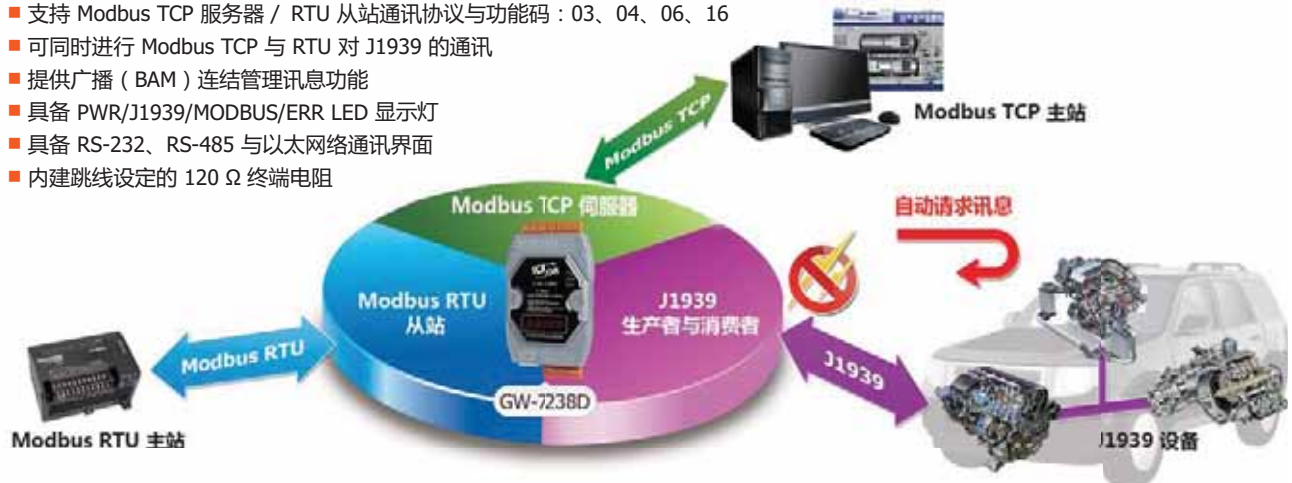 ■ 支持 Modbus TCP 服务器 / RTU 从站通讯协议与功能码：03、04、06、16
■ 可同时进行 Modbus TCP 与 RTU 对 J1939 的通讯
■ 提供广播（BAM）连结管理讯息功能
■ 具备 PWR/J1939/MODBUS/ERR LED 显示灯
■ 具备 RS-232、RS-485 与以太网络通讯界面
■ 内建跳线设定的 120 Ω 终端电阻
Modbus TCP
Modbus TCP 主站
Modbus TCP 伺服器
自动请求讯息
Modbus RTU
从站
J1939
生产者与消费者
Modbus RTU
J1939
GW-7238D
Modbus RTU 主站
J1939 设备